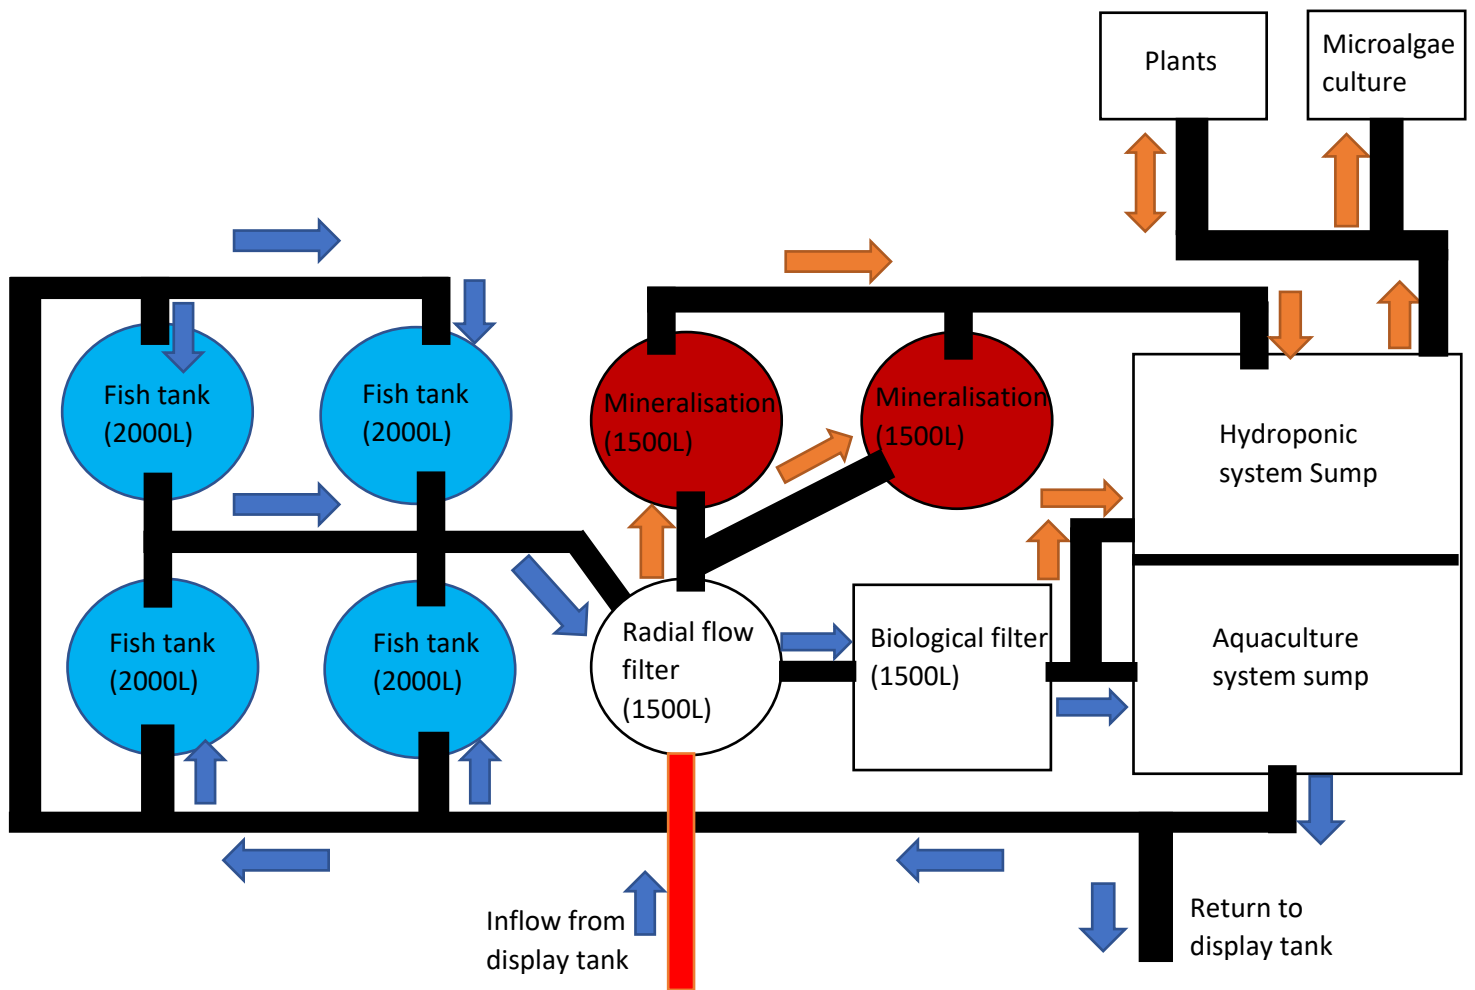 Plants
Microalgae
culture
Fish tank
(2000L)
Fish tank
(2000L)
Mineralisation
(1500L)
Mineralisation
(1500L)
Hydroponic
system Sump
Fish tank
(2000L)
Fish tank
(2000L)
Radial flow
filter
(1500L)
Biological filter
(1500L)
Aquaculture
system sump
Inflow from
display tank
Return to
display tank